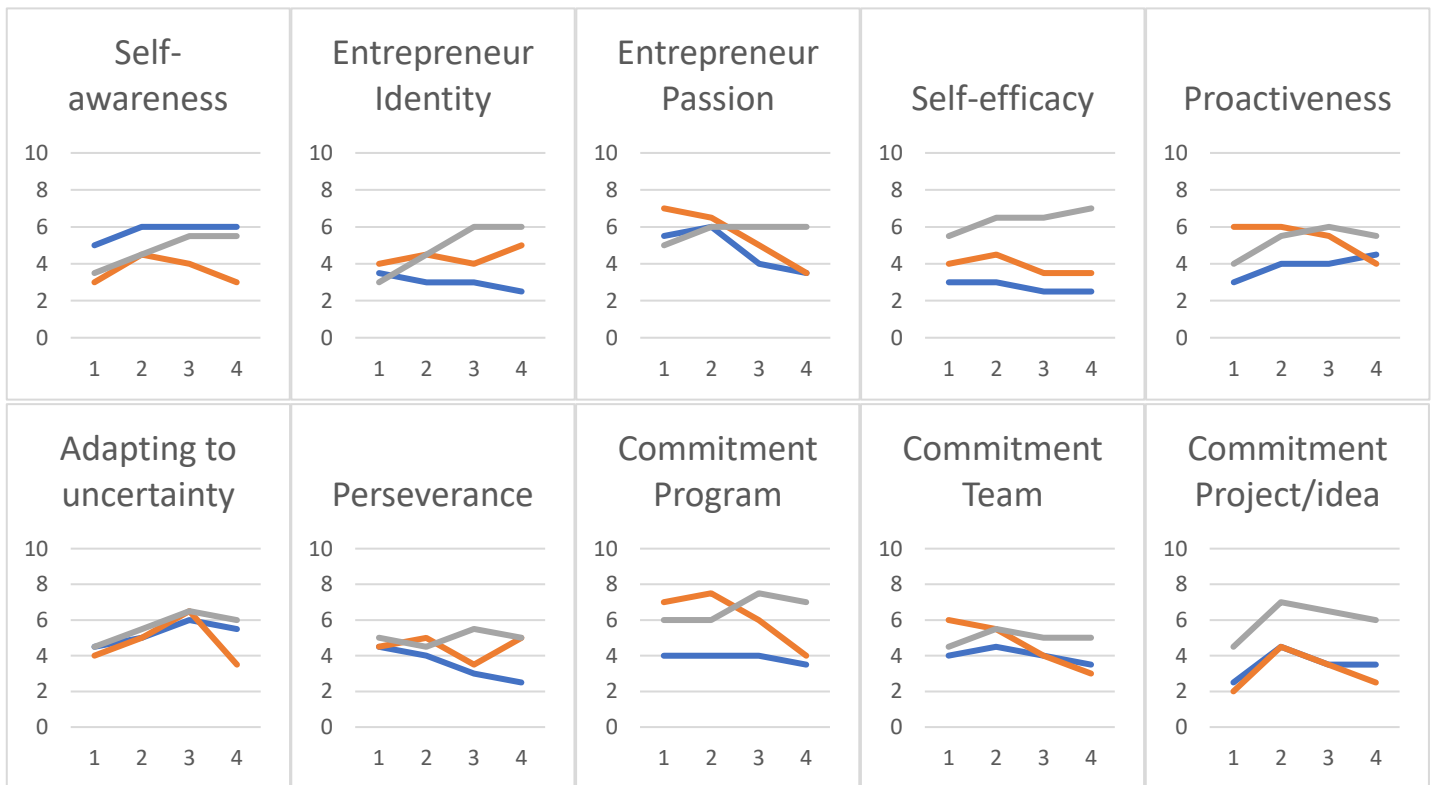 Self-
awareness
10
8
6
4
2
0
1 2 3 4
Entrepreneur
Identity
10
8
6
4
2
0
1 2 3 4
Entrepreneur
Passion
10
8
6
4
2
0
1 2 3 4
Self-efficacy
10
8
6
4
2
0
1 2 3 4
Proactiveness
10
8
6
4
2
0
1 2 3 4
Adapting to
uncertainty
10
8
6
4
2
0
1 2 3 4
Perseverance
10
8
6
4
2
0
1 2 3 4
Commitment
Program
10
8
6
4
2
0
1 2 3 4
Commitment
Team
10
8
6
4
2
0
1 2 3 4
Commitment
Project/idea
10
8
6
4
2
0
1 2 3 4